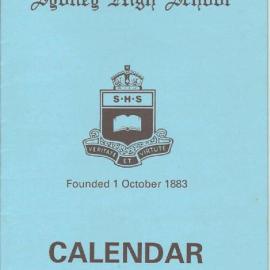 Sydney High School
S·H·S
VERITATE ET VIRTUTE
Founded 1 October 1883
CALENDAR